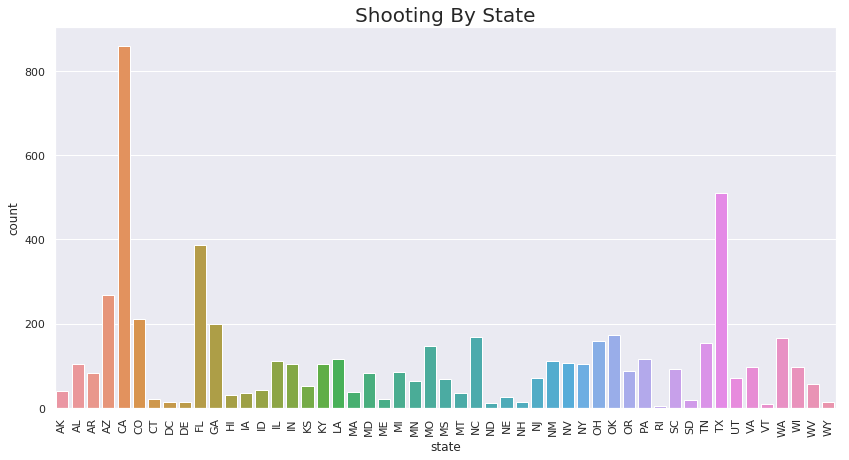 Shooting By State
800
600
400
200
0
count
AK AL AR AZ CA CO CT DC DE FL GA HI IA ID IL IN KS KY LA MA MD ME MI MN MO MS MT NC ND NE NH NJ NM NV NY OH OK OR PA RI SC SD TN TX UT VA VT WA WI WV WY
state